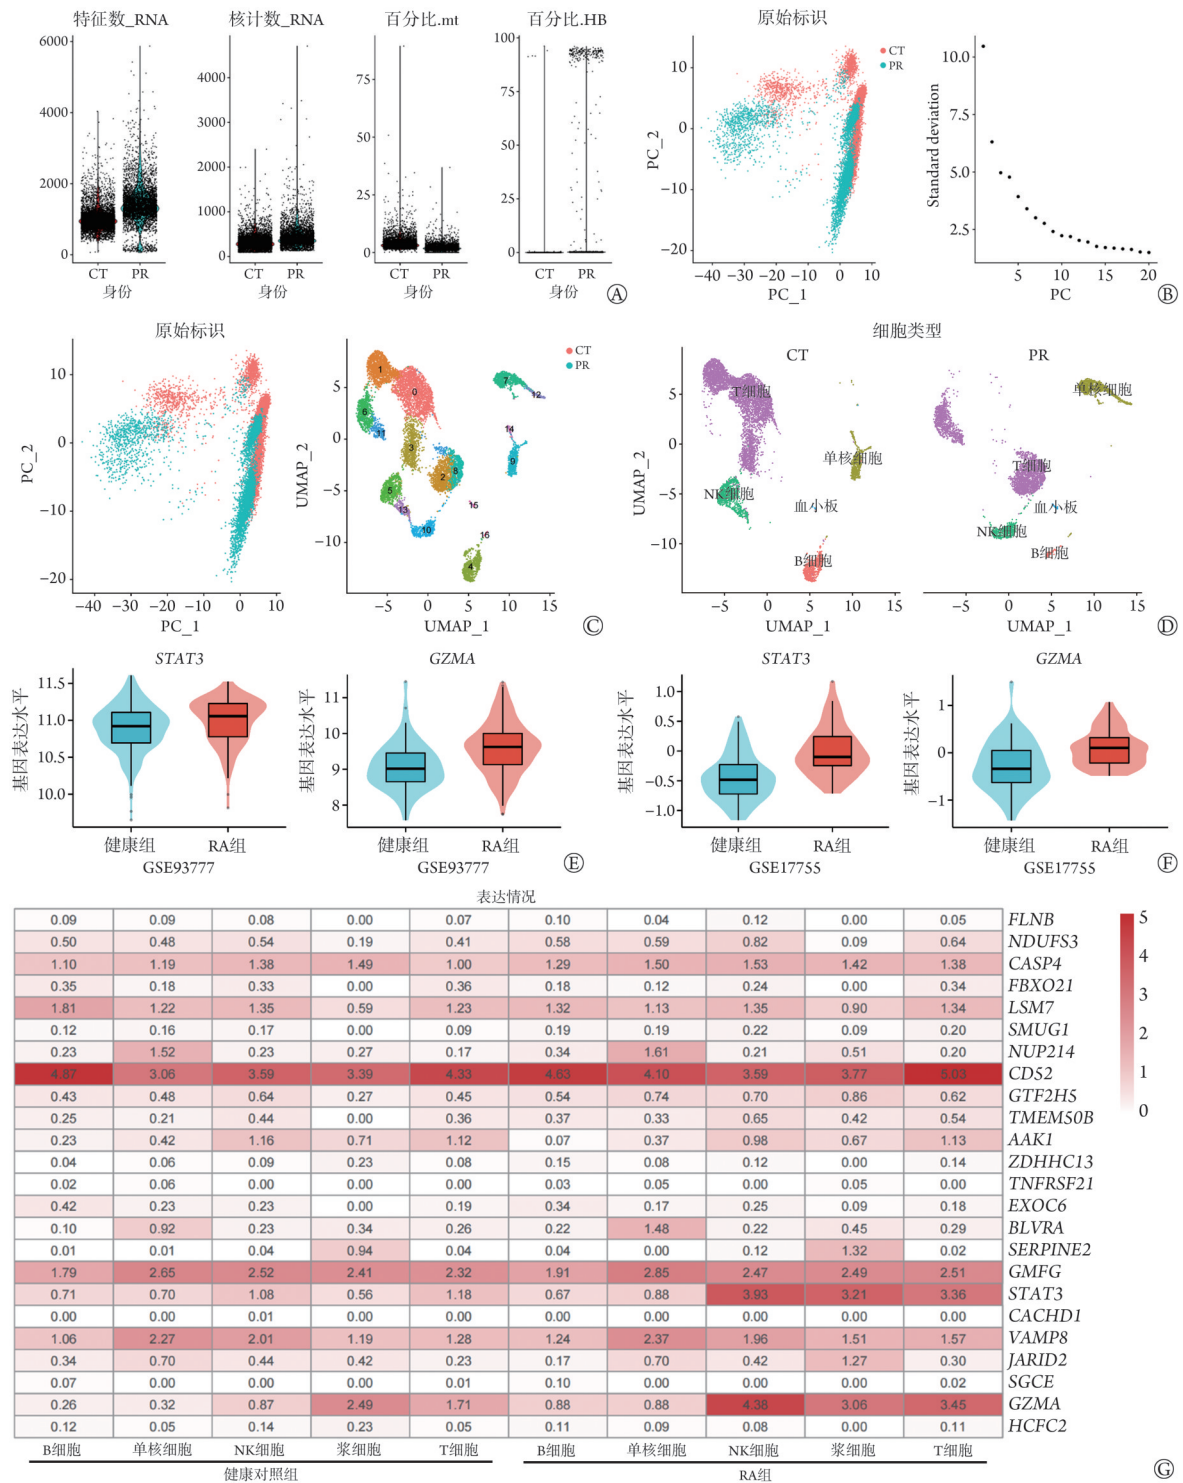 特征数_RNA 核计数_RNA 百分比.mt 百分比.HB 原始标识
6000 4000 2000 0
4000 3000 2000 1000 0
75 50 25 0
100 75 50 25 0
CT PR CT PR CT PR CT PR
身份 身份 身份 身份 Ⓐ
PC_2
10 0 −10 −20
CT
PR
−40 −30 −20 −10 0 10
PC_1
Standard deviation
10.0 7.5 5.0 2.5
5 10 15 20
PC Ⓑ
原始标识
PC_2
10 0 −10 −20
−40 −30 −20 −10 0 10
PC_1
UMAP_2
5 0 −5 −10
CT
PR
1 0 7 12 6 11 3 14 9 2 8 5 13 15 10 16 4
−5 0 5 10 15
UMAP_1 Ⓒ
细胞类型
CT PR
UMAP_2
5 0 −5 −10
T细胞 单核细胞 NK细胞 血小板 B细胞
单核细胞 T细胞 血小板 NK细胞 B细胞
−5 0 5 10 15 −5 0 5 10 15
UMAP_1 UMAP_1 Ⓓ
STAT3 GZMA STAT3 GZMA
基因表达水平 基因表达水平 基因表达水平 基因表达水平
11.5 11.0 10.5 10.0
11 10 9 8
1.0 0.5 0 −0.5 −1.0
1 0 −1
健康组 RA组 健康组 RA组 健康组 RA组 健康组 RA组
GSE93777 GSE93777 Ⓔ GSE17755 GSE17755 Ⓕ
表达情况
0.09 0.09 0.08 0.00 0.07 0.10 0.04 0.12 0.00 0.05 FLNB
0.50 0.48 0.54 0.19 0.41 0.58 0.59 0.82 0.09 0.64 NDUFS3
1.10 1.19 1.38 1.49 1.00 1.29 1.50 1.53 1.42 1.38 CASP4
0.35 0.18 0.33 0.00 0.36 0.18 0.12 0.24 0.00 0.34 FBXO21
1.81 1.22 1.35 0.59 1.23 1.32 1.13 1.35 0.90 1.34 LSM7
0.12 0.16 0.17 0.00 0.09 0.19 0.19 0.22 0.09 0.20 SMUG1
0.23 1.52 0.23 0.27 0.17 0.34 1.61 0.21 0.51 0.20 NUP214
4.87 3.06 3.59 3.39 4.33 4.63 4.10 3.59 3.77 5.03 CD52
0.43 0.48 0.64 0.27 0.45 0.54 0.74 0.70 0.86 0.62 GTF2H5
0.25 0.21 0.44 0.00 0.36 0.37 0.33 0.65 0.42 0.54 TMEM50B
0.23 0.42 1.16 0.71 1.12 0.07 0.37 0.98 0.67 1.13 AAK1
0.04 0.06 0.09 0.23 0.08 0.15 0.08 0.12 0.00 0.14 ZDHHC13
0.02 0.06 0.00 0.00 0.00 0.03 0.05 0.00 0.05 0.00 TNFRSF21
0.42 0.23 0.23 0.00 0.19 0.34 0.17 0.25 0.09 0.18 EXOC6
0.10 0.92 0.23 0.34 0.26 0.22 1.48 0.22 0.45 0.29 BLVRA
0.01 0.01 0.04 0.94 0.04 0.04 0.00 0.12 1.32 0.02 SERPINE2
1.79 2.65 2.52 2.41 2.32 1.91 2.85 2.47 2.49 2.51 GMFG
0.71 0.70 1.08 0.56 1.18 0.67 0.88 3.93 3.21 3.36 STAT3
0.00 0.00 0.01 0.00 0.00 0.00 0.00 0.00 0.00 0.00 CACHD1
1.06 2.27 2.01 1.19 1.28 1.24 2.37 1.96 1.51 1.57 VAMP8
0.34 0.70 0.44 0.42 0.23 0.17 0.70 0.42 1.27 0.30 JARID2
0.07 0.00 0.00 0.00 0.01 0.10 0.00 0.00 0.00 0.02 SGCE
0.26 0.32 0.87 2.49 1.71 0.88 0.88 4.38 3.06 3.45 GZMA
0.12 0.05 0.14 0.23 0.05 0.11 0.09 0.08 0.00 0.11 HCFC2
5 4 3 2 1 0
B细胞 单核细胞 NK细胞 浆细胞 T细胞 B细胞 单核细胞 NK细胞 浆细胞 T细胞
健康对照组 RA组 Ⓖ